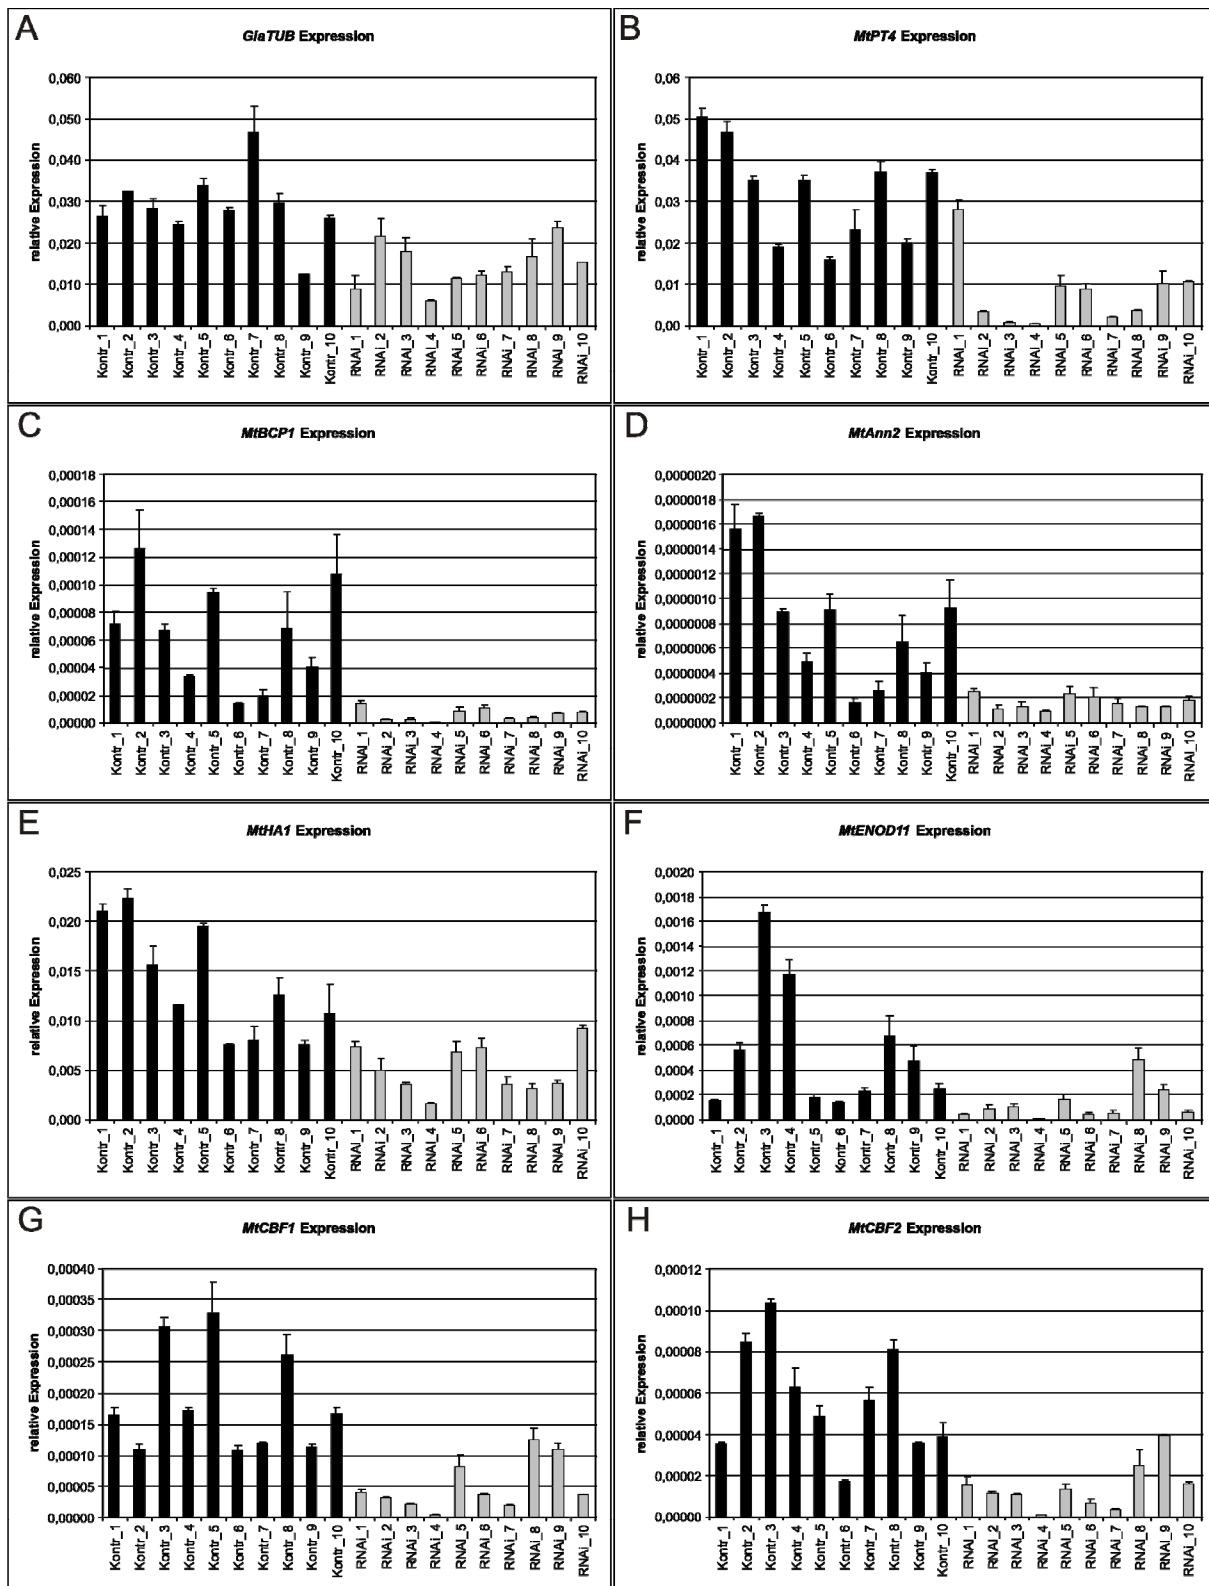 A
GiaTUB Expression
relative Expression
0,060
0,050
0,040
0,030
0,020
0,010
0,000
Kontr_1
Kontr_2
Kontr_3
Kontr_4
Kontr_5
Kontr_6
Kontr_7
Kontr_8
Kontr_9
Kontr_10
RNAi_1
RNAi_2
RNAi_3
RNAi_4
RNAi_5
RNAi_6
RNAi_7
RNAi_8
RNAi_9
RNAi_10
B
MtPT4 Expression
relative Expression
0,06
0,05
0,04
0,03
0,02
0,01
0,00
Kontr_1
Kontr_2
Kontr_3
Kontr_4
Kontr_5
Kontr_6
Kontr_7
Kontr_8
Kontr_9
Kontr_10
RNAi_1
RNAi_2
RNAi_3
RNAi_4
RNAi_5
RNAi_6
RNAi_7
RNAi_8
RNAi_9
RNAi_10
C
MtBCP1 Expression
relative Expression
0,00018
0,00016
0,00014
0,00012
0,00010
0,00008
0,00006
0,00004
0,00002
0,00000
Kontr_1
Kontr_2
Kontr_3
Kontr_4
Kontr_5
Kontr_6
Kontr_7
Kontr_8
Kontr_9
Kontr_10
RNAi_1
RNAi_2
RNAi_3
RNAi_4
RNAi_5
RNAi_6
RNAi_7
RNAi_8
RNAi_9
RNAi_10
D
MtAnn2 Expression
relative Expression
0,0000020
0,0000018
0,0000016
0,0000014
0,0000012
0,0000010
0,0000008
0,0000006
0,0000004
0,0000002
0,0000000
Kontr_1
Kontr_2
Kontr_3
Kontr_4
Kontr_5
Kontr_6
Kontr_7
Kontr_8
Kontr_9
Kontr_10
RNAi_1
RNAi_2
RNAi_3
RNAi_4
RNAi_5
RNAi_6
RNAi_7
RNAi_8
RNAi_9
RNAi_10
E
MtHA1 Expression
relative Expression
0,025
0,020
0,015
0,010
0,005
0,000
Kontr_1
Kontr_2
Kontr_3
Kontr_4
Kontr_5
Kontr_6
Kontr_7
Kontr_8
Kontr_9
Kontr_10
RNAi_1
RNAi_2
RNAi_3
RNAi_4
RNAi_5
RNAi_6
RNAi_7
RNAi_8
RNAi_9
RNAi_10
F
MtENOD11 Expression
relative Expression
0,0020
0,0018
0,0016
0,0014
0,0012
0,0010
0,0008
0,0006
0,0004
0,0002
0,0000
Kontr_1
Kontr_2
Kontr_3
Kontr_4
Kontr_5
Kontr_6
Kontr_7
Kontr_8
Kontr_9
Kontr_10
RNAi_1
RNAi_2
RNAi_3
RNAi_4
RNAi_5
RNAi_6
RNAi_7
RNAi_8
RNAi_9
RNAi_10
G
MtCBF1 Expression
relative Expression
0,00040
0,00035
0,00030
0,00025
0,00020
0,00015
0,00010
0,00005
0,00000
Kontr_1
Kontr_2
Kontr_3
Kontr_4
Kontr_5
Kontr_6
Kontr_7
Kontr_8
Kontr_9
Kontr_10
RNAi_1
RNAi_2
RNAi_3
RNAi_4
RNAi_5
RNAi_6
RNAi_7
RNAi_8
RNAi_9
RNAi_10
H
MtCBF2 Expression
relative Expression
0,00012
0,00010
0,00008
0,00006
0,00004
0,00002
0,00000
Kontr_1
Kontr_2
Kontr_3
Kontr_4
Kontr_5
Kontr_6
Kontr_7
Kontr_8
Kontr_9
Kontr_10
RNAi_1
RNAi_2
RNAi_3
RNAi_4
RNAi_5
RNAi_6
RNAi_7
RNAi_8
RNAi_9
RNAi_10